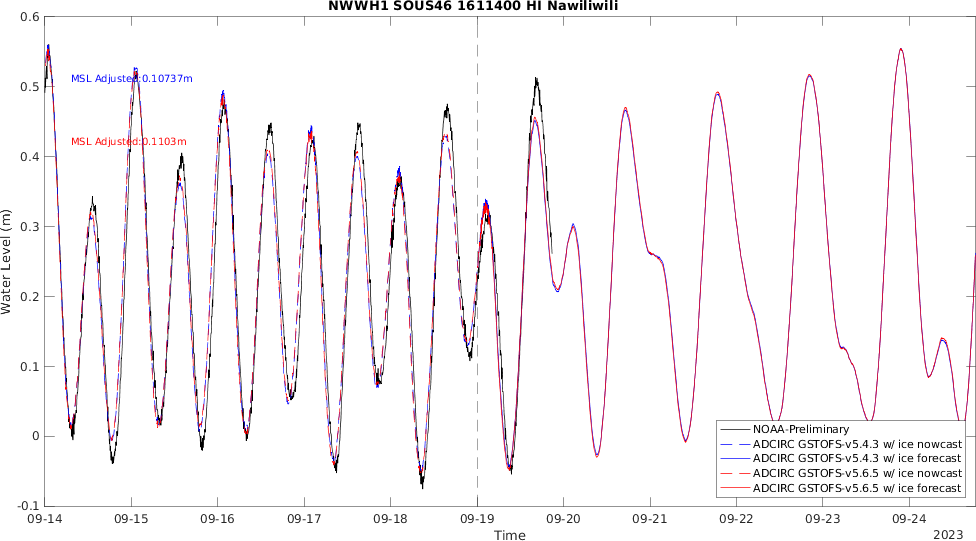 NWWH1 SOUS46 1611400 HI Nawiliwili
0.6
0.5
0.4
0.3
0.2
0.1
0
-0.1
Water Level (m)
MSL Adjusted:0.10737m
MSL Adjusted:0.1103m
NOAA-Preliminary
ADCIRC GSTOFS-v5.4.3 w/ ice nowcast
ADCIRC GSTOFS-v5.4.3 w/ ice forecast
ADCIRC GSTOFS-v5.6.5 w/ ice nowcast
ADCIRC GSTOFS-v5.6.5 w/ ice forecast
09-14 09-15 09-16 09-17 09-18 09-19 09-20 09-21 09-22 09-23 09-24
Time
2023